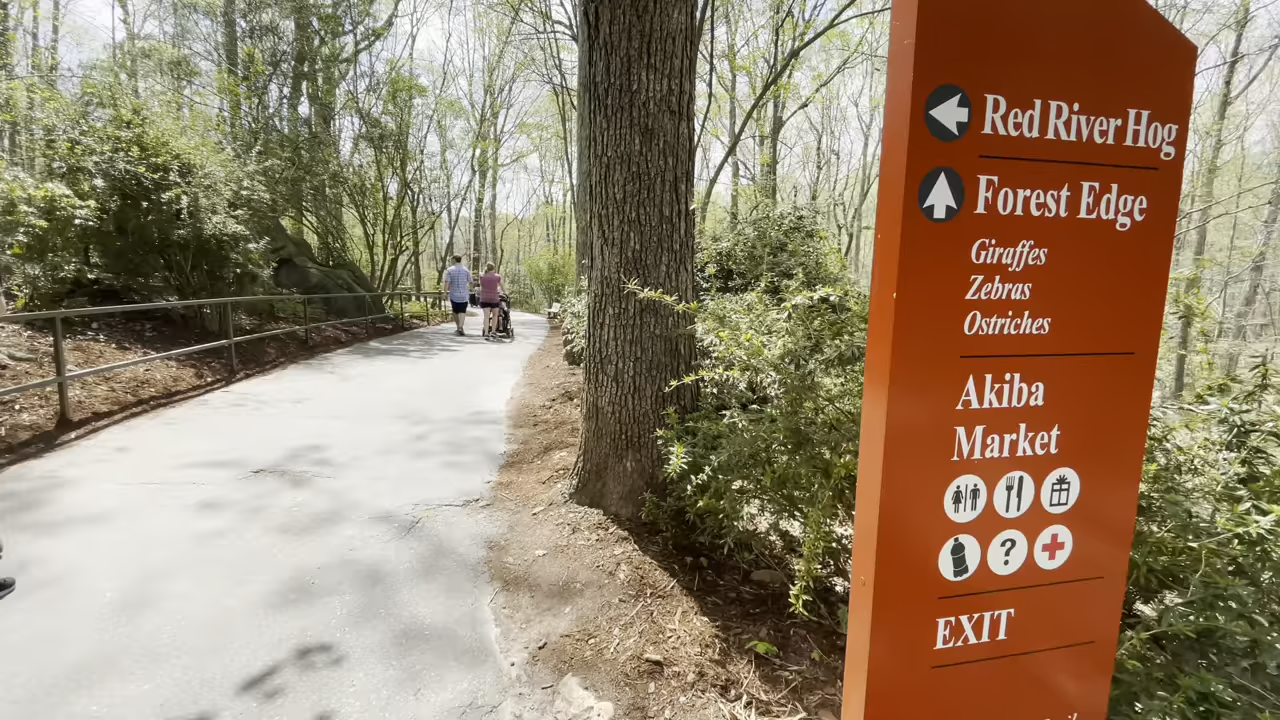 Red River Hog
Forest Edge
Giraffes
Zebras
Ostriches
Akiba
Market
?
EXIT